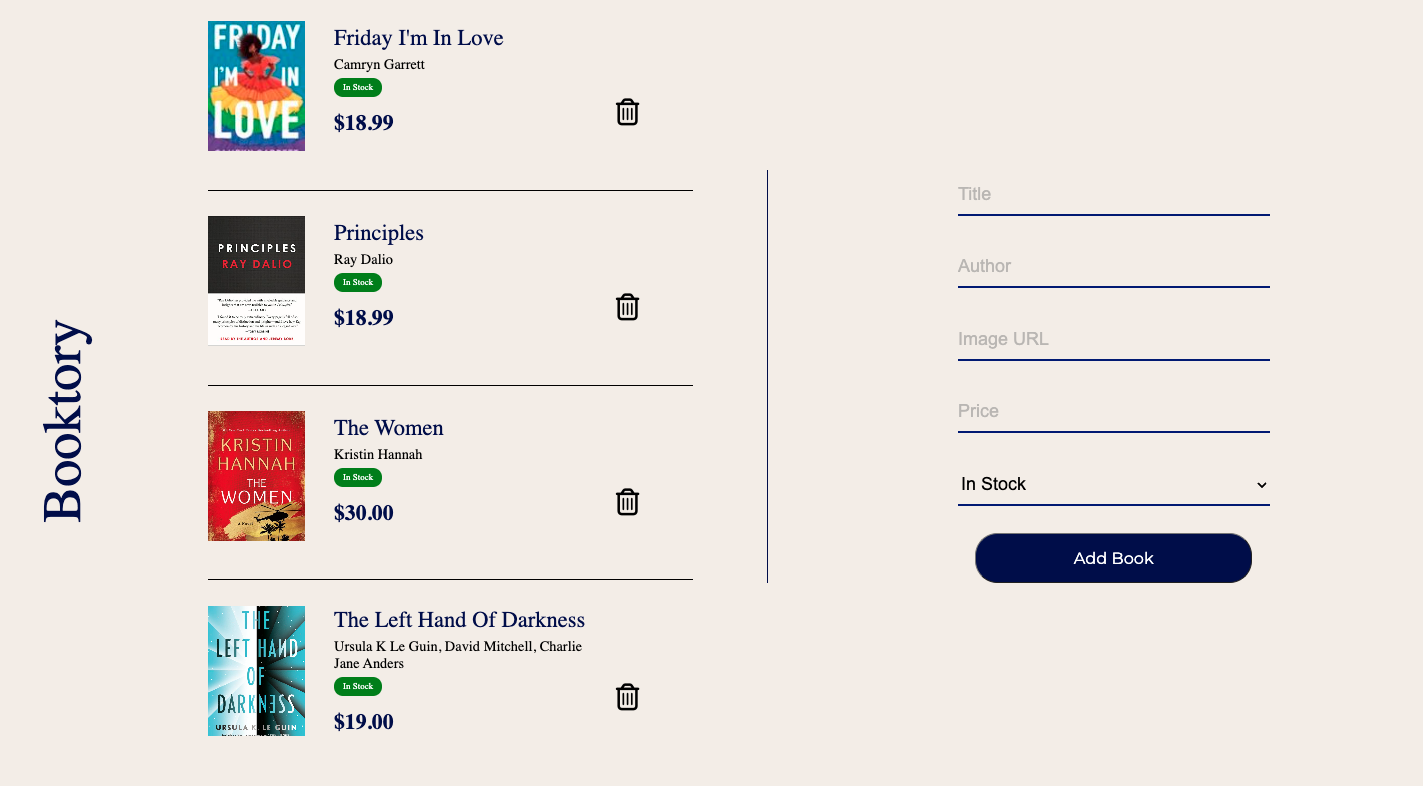 Booktory
FRIDAY
I'M IN
LOVE
Friday I'm In Love
Camryn Garrett
In Stock
$18.99
PRINCIPLES
RAY DALIO
Principles
Ray Dalio
In Stock
$18.99
KRISTIN
HANNAH
THE
WOMEN
a Novel
The Women
Kristin Hannah
In Stock
$30.00
THE
LEFT HAND
OF
DARKNESS
URSULA K. LE GUIN
The Left Hand Of Darkness
Ursula K Le Guin, David Mitchell, Charlie
Jane Anders
In Stock
$19.00
Title
Author
Image URL
Price
In Stock
Add Book